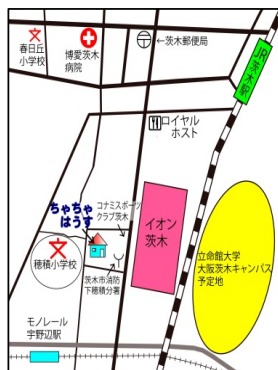 春日丘
小学校
博愛茨木
病院
←茨木郵便局
JR茨木駅
ロイヤル
ホスト
ちゃちゃ
はうす
コナミスポーツ
クラブ茨木
イオン
茨木
穂積小学校
茨木市消防
下穂積分署
立命館大学
大阪茨木キャンパス
予定地
モノレール
宇野辺駅